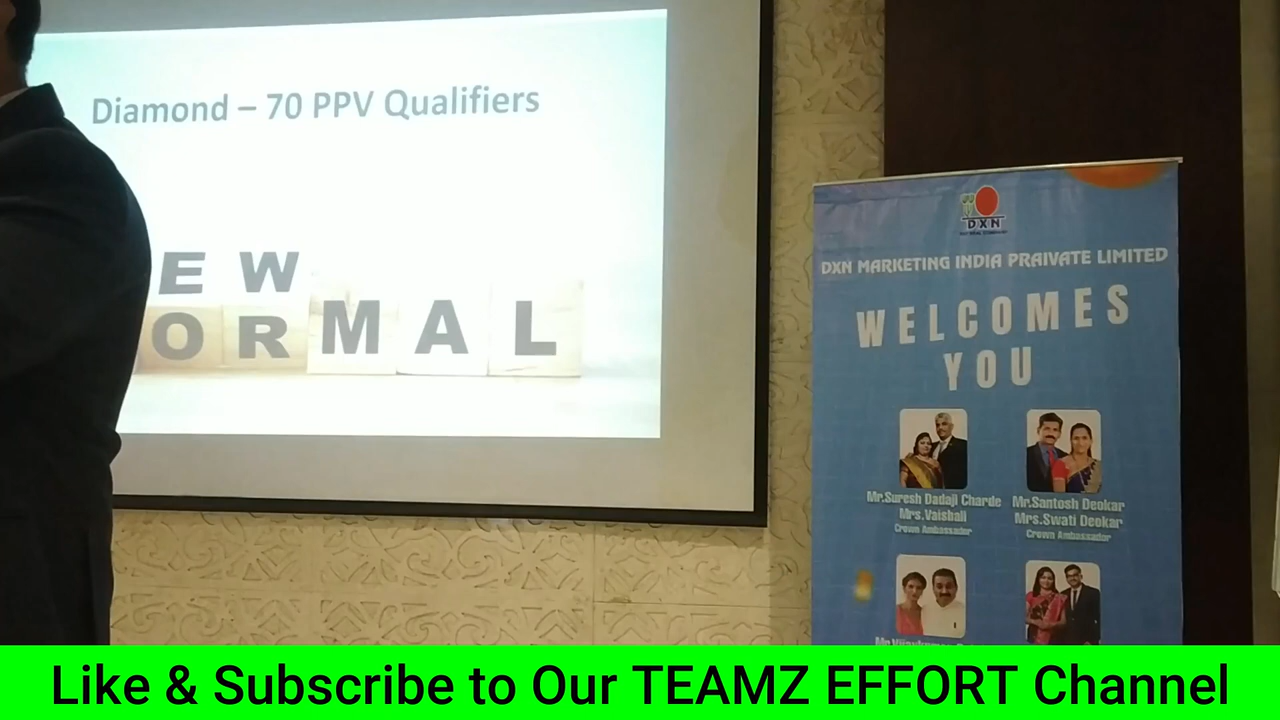 Diamond – 70 PPV Qualifiers
EW
ORMAL
DXN
DXN MARKETING INDIA PRAIVATE LIMITED
WELCOMES
YOU
Mr.Suresh Dadaji Charde
Mrs.Vaishali
Crown Ambassador
Mr.Santosh Deokar
Mrs.Swati Deokar
Crown Ambassador
Like & Subscribe to Our TEAMZ EFFORT Channel